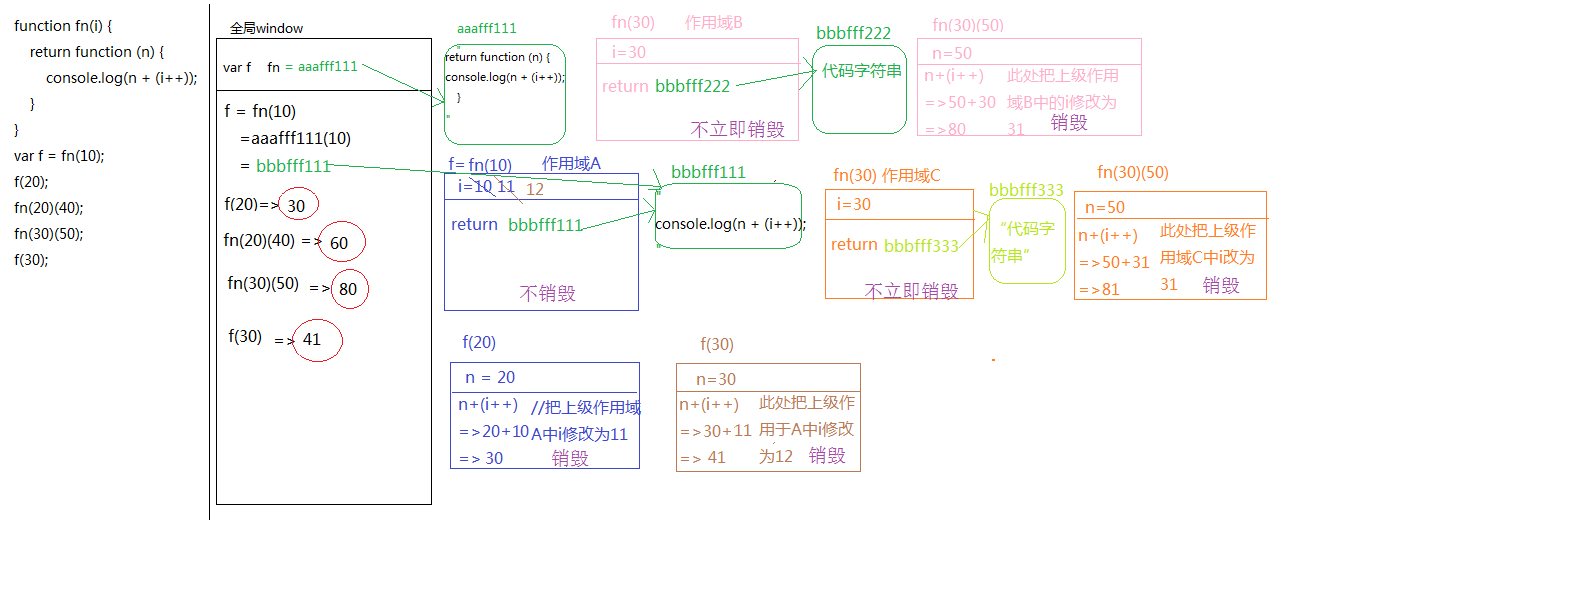 function fn(i) {
return function (n) {
console.log(n + (i++));
}
}
var f = fn(10);
f(20);
fn(20)(40);
fn(30)(50);
f(30);
全局window
var f fn = aaafff111
f = fn(10)
=aaafff111(10)
= bbbfff111
f(20)=> 30
fn(20)(40) => 60
fn(30)(50) => 80
f(30) => 41
aaafff111
"
return function (n) {
console.log(n + (i++));
}
"
fn(30) 作用域B
i=30
return bbbfff222
不立即销毁
bbbfff222
代码字符串
fn(30)(50)
n=50
n+(i++) 此处把上级作用
=>50+30 域B中的i修改为
=>80 31 销毁
f= fn(10) 作用域A
i=10 11 12
return bbbfff111
不销毁
bbbfff111
"
console.log(n + (i++));
"
fn(30) 作用域C
i=30
return bbbfff333
不立即销毁
bbbfff333
“代码字
符串”
fn(30)(50)
n=50
n+(i++) 此处把上级作
=>50+31 用域C中i改为
=>81 31 销毁
f(20)
n = 20
n+(i++) //把上级作用域
=>20+10 A中i修改为11
=> 30 销毁
f(30)
n=30
n+(i++) 此处把上级作
=>30+11 用于A中i修改
=> 41 为12 销毁